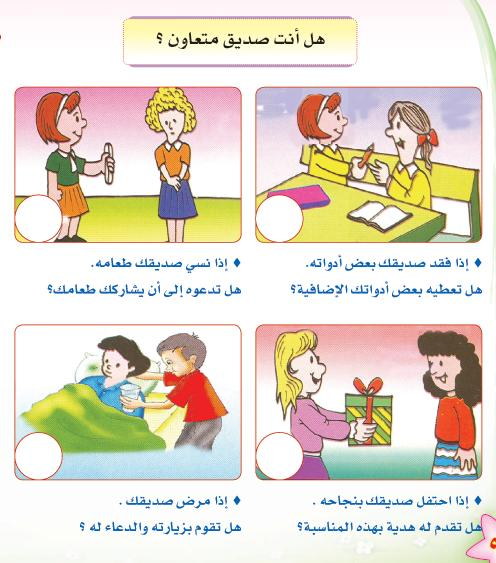 هل أنت صديق متعاون ؟
♦ إذا فقد صديقك بعض أدواته.
هل تعطيه بعض أدواتك الإضافية؟
♦ إذا نسي صديقك طعامه.
هل تدعوه إلى أن يشاركك طعامك؟
♦ إذا احتفل صديقك بنجاحه .
هل تقدم له هدية بهذه المناسبة؟
♦ إذا مرض صديقك .
هل تقوم بزيارته والدعاء له ؟